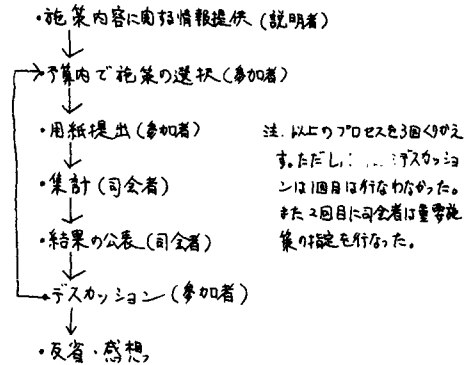 ・施策内容に関する情報提供(説明者)
・予算内で施策の選択(参加者)
・用紙提出(参加者)
・集計(司会者)
・結果の公表(司会者)
・デスカッション(参加者)
・反省・感想
注.以上のプロセスを3回くりかえ
す。ただし、デスカッショ
ンは1回目は行なわなかった。
また2回目に司会者は重要施
策の指定を行なった。